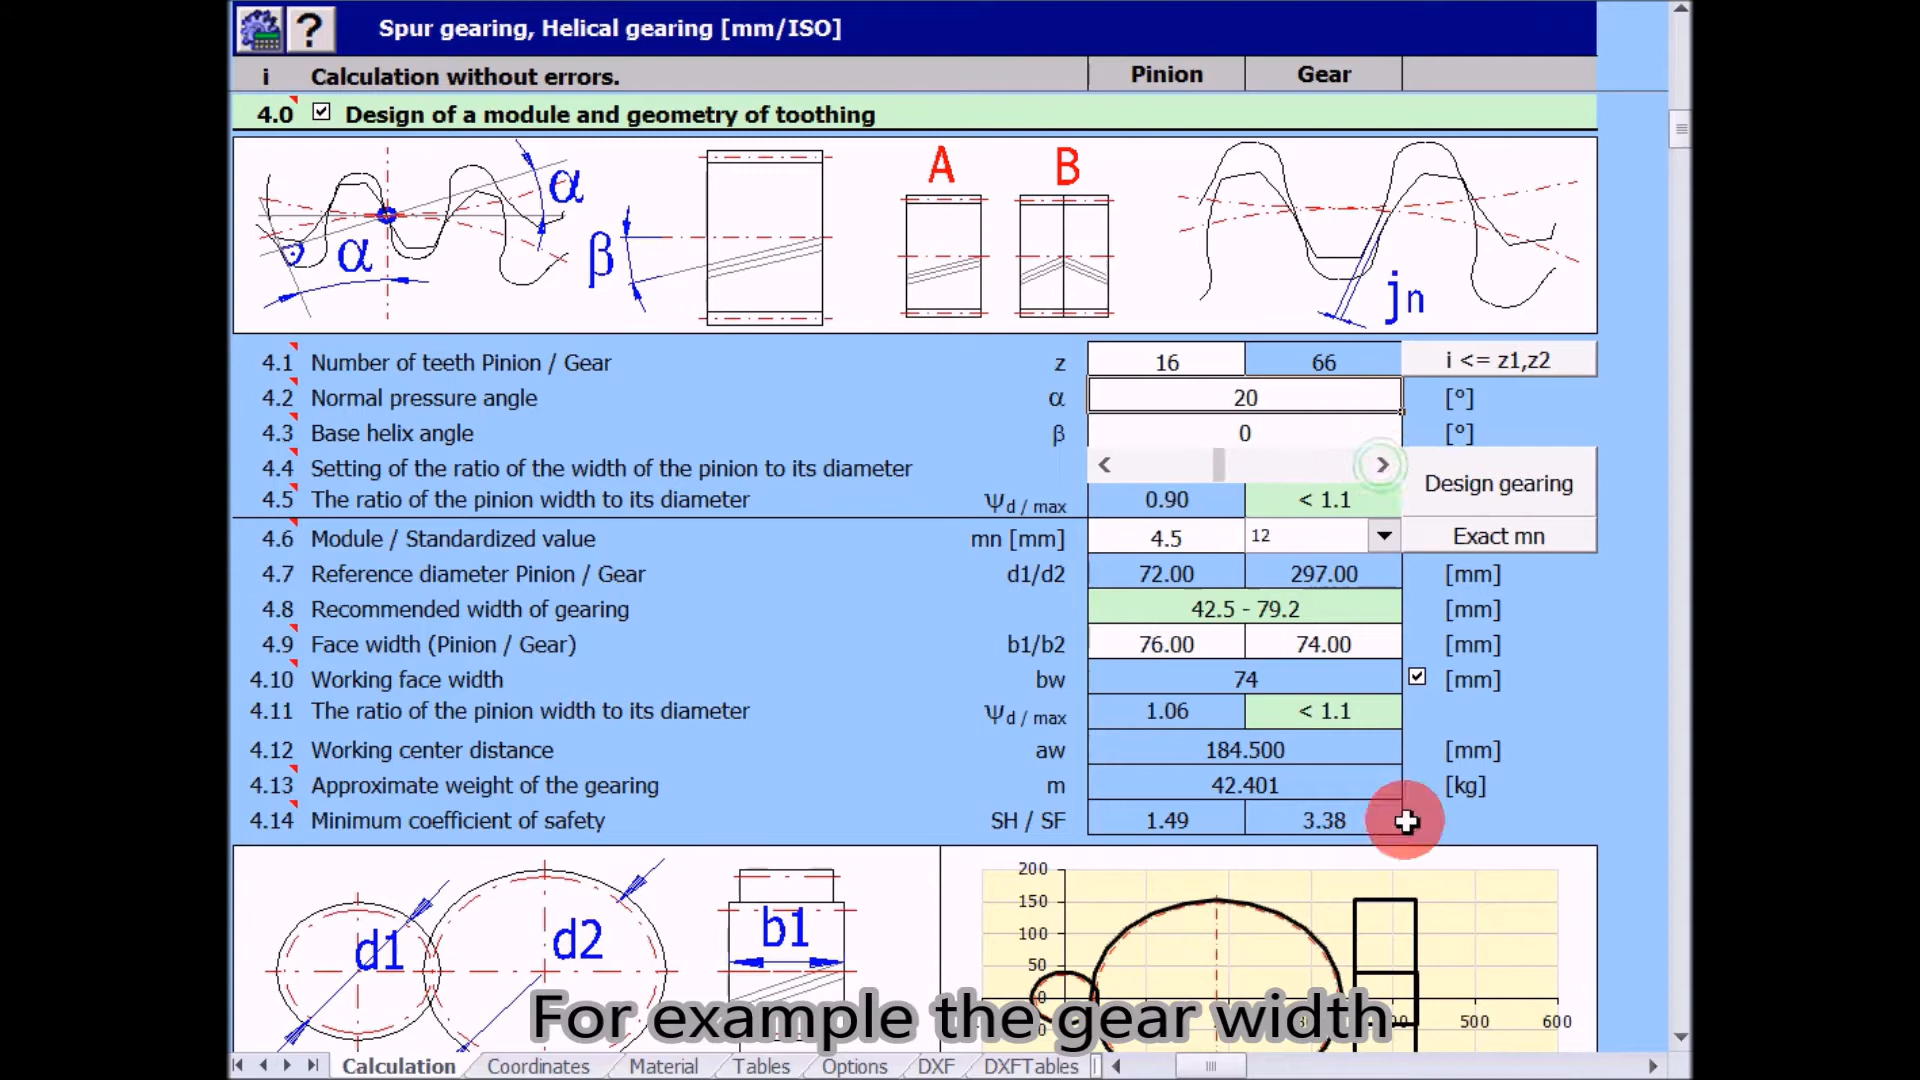 ? Spur gearing, Helical gearing [mm/ISO]
i Calculation without errors. Pinion Gear
4.0 Design of a module and geometry of toothing
α α β A B jn
4.1 Number of teeth Pinion / Gear z 16 66 i <= z1,z2
4.2 Normal pressure angle α 20 [°]
4.3 Base helix angle β 0 [°]
4.4 Setting of the ratio of the width of the pinion to its diameter < > Design gearing
4.5 The ratio of the pinion width to its diameter ψd / max 0.90 < 1.1
4.6 Module / Standardized value mn [mm] 4.5 12 Exact mn
4.7 Reference diameter Pinion / Gear d1/d2 72.00 297.00 [mm]
4.8 Recommended width of gearing 42.5 - 79.2 [mm]
4.9 Face width (Pinion / Gear) b1/b2 76.00 74.00 [mm]
4.10 Working face width bw 74 [mm]
4.11 The ratio of the pinion width to its diameter ψd / max 1.06 < 1.1
4.12 Working center distance aw 184.500 [mm]
4.13 Approximate weight of the gearing m 42.401 [kg]
4.14 Minimum coefficient of safety SH / SF 1.49 3.38
d1 d2 b1
200
150
100
50
0
500 600
For example the gear width
Calculation Coordinates Material Tables Options DXF DXFTables